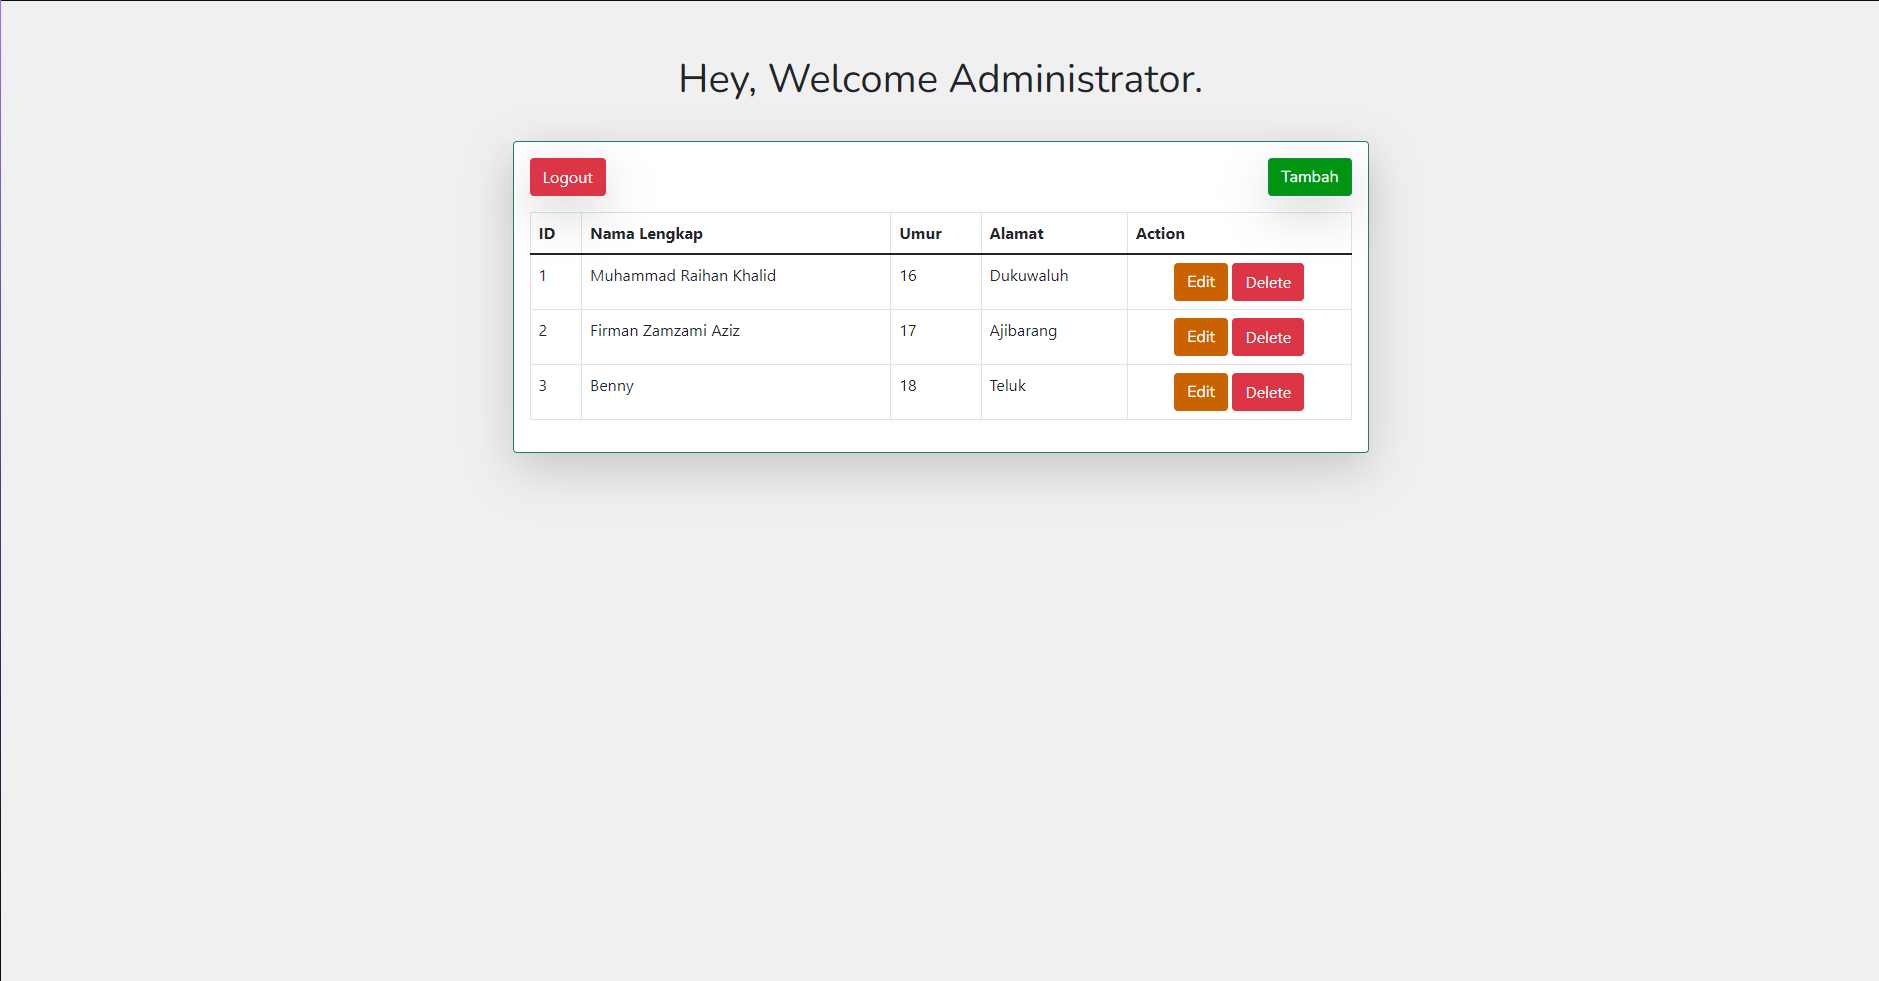 Hey, Welcome Administrator.
Logout Tambah
ID Nama Lengkap Umur Alamat Action
1 Muhammad Raihan Khalid 16 Dukuwaluh Edit Delete
2 Firman Zamzami Aziz 17 Ajibarang Edit Delete
3 Benny 18 Teluk Edit Delete